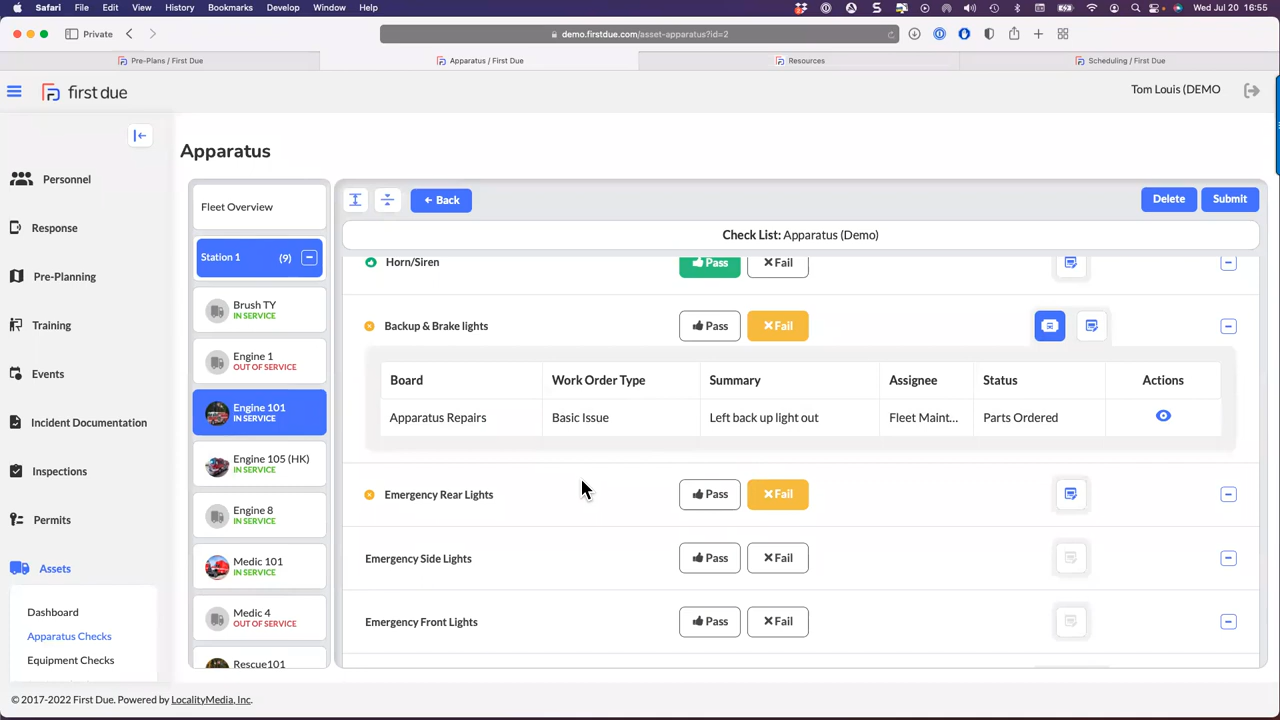 Safari File Edit View History Bookmarks Develop Window Help Wed Jul 20 16:55
Private demo.firstdue.com/asset-apparatus?id=2
Pre-Plans / First Due Apparatus / First Due Resources Scheduling / First Due
first due Tom Louis (DEMO
Apparatus
Personnel
Response
Pre-Planning
Training
Events
Incident Documentation
Inspections
Permits
Assets
Dashboard
Apparatus Checks
Equipment Checks
Fleet Overview
Station 1 (9)
Brush TY
IN SERVICE
Engine 1
OUT OF SERVICE
Engine 101
IN SERVICE
Engine 105 (HK)
IN SERVICE
Engine 8
IN SERVICE
Medic 101
IN SERVICE
Medic 4
OUT OF SERVICE
Rescue101
Back Delete Submit
Check List: Apparatus (Demo)
Horn/Siren Pass Fail
Backup & Brake lights Pass Fail
Board Work Order Type Summary Assignee Status Actions
Apparatus Repairs Basic Issue Left back up light out Fleet Maint... Parts Ordered
Emergency Rear Lights Pass Fail
Emergency Side Lights Pass Fail
Emergency Front Lights Pass Fail
© 2017-2022 First Due. Powered by LocalityMedia, Inc.